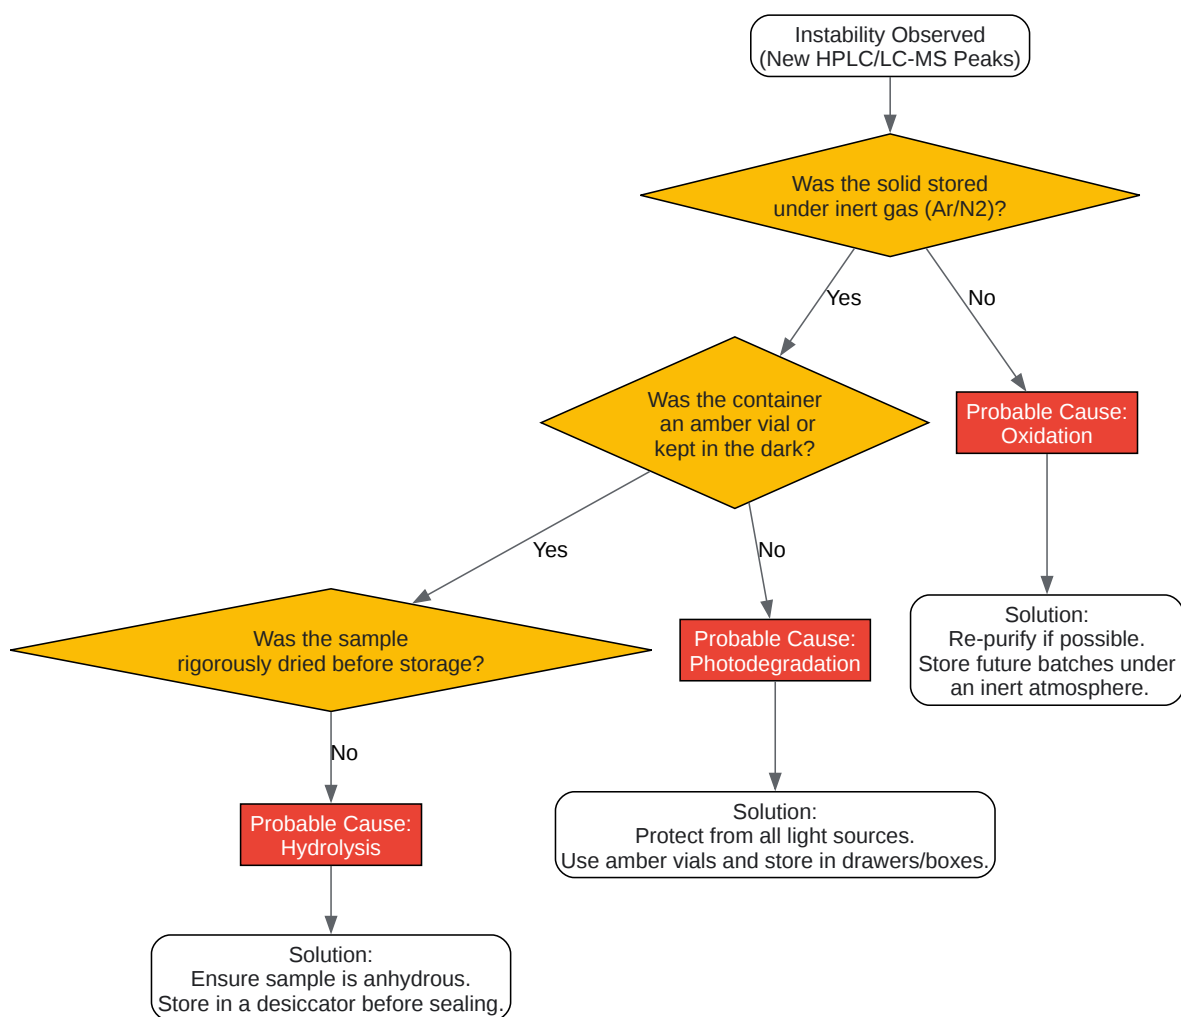 Instability Observed
(New HPLC/LC-MS Peaks)
Was the solid stored
under inert gas (Ar/N2)?
Yes
No
Was the container
an amber vial or
kept in the dark?
Probable Cause:
Oxidation
Yes
No
Was the sample
rigorously dried before storage?
Probable Cause:
Photodegradation
Solution:
Re-purify if possible.
Store future batches under
an inert atmosphere.
No
Probable Cause:
Hydrolysis
Solution:
Protect from all light sources.
Use amber vials and store in drawers/boxes.
Solution:
Ensure sample is anhydrous.
Store in a desiccator before sealing.